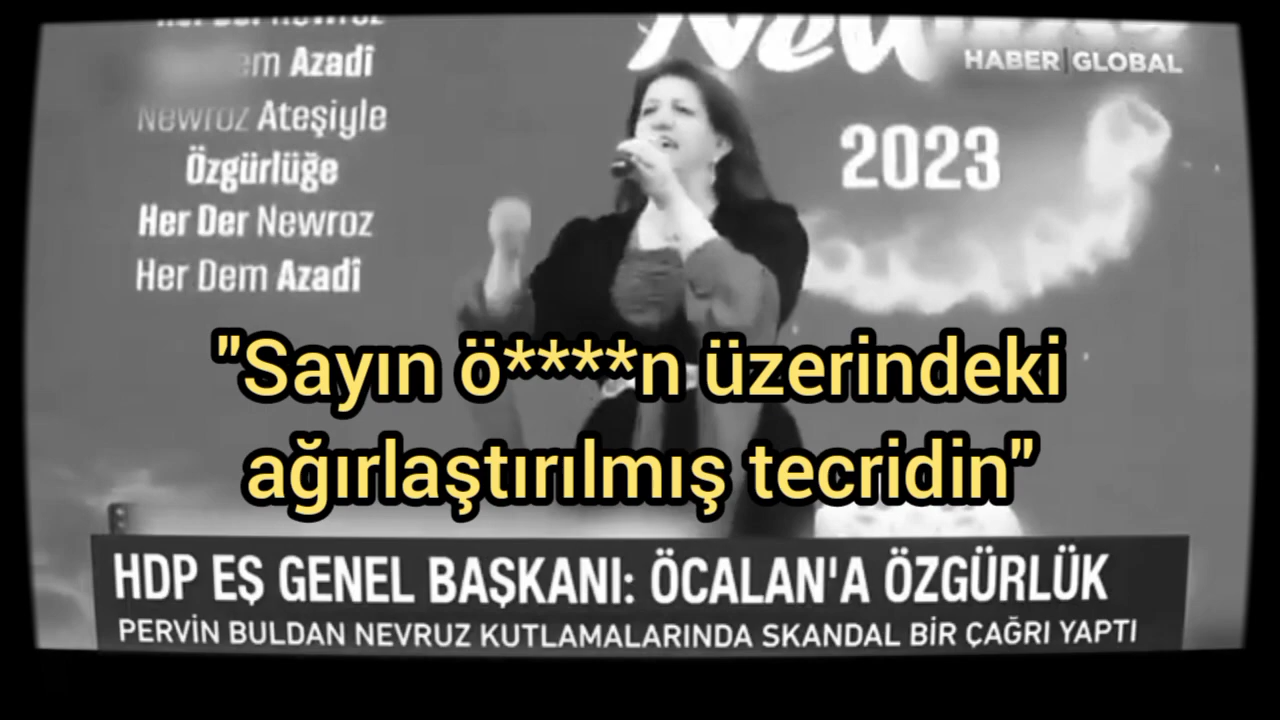 Azadî
Newroz Ateşiyle
Özgürlüğe
Her Der Newroz
Her Dem Azadî
HABER GLOBAL
2023
"Sayın ö****n üzerindeki
ağırlaştırılmış tecridin"
HDP EŞ GENEL BAŞKANI: ÖCALAN'A ÖZGÜRLÜK
PERVİN BULDAN NEVRUZ KUTLAMALARINDA SKANDAL BİR ÇAĞRI YAPTI